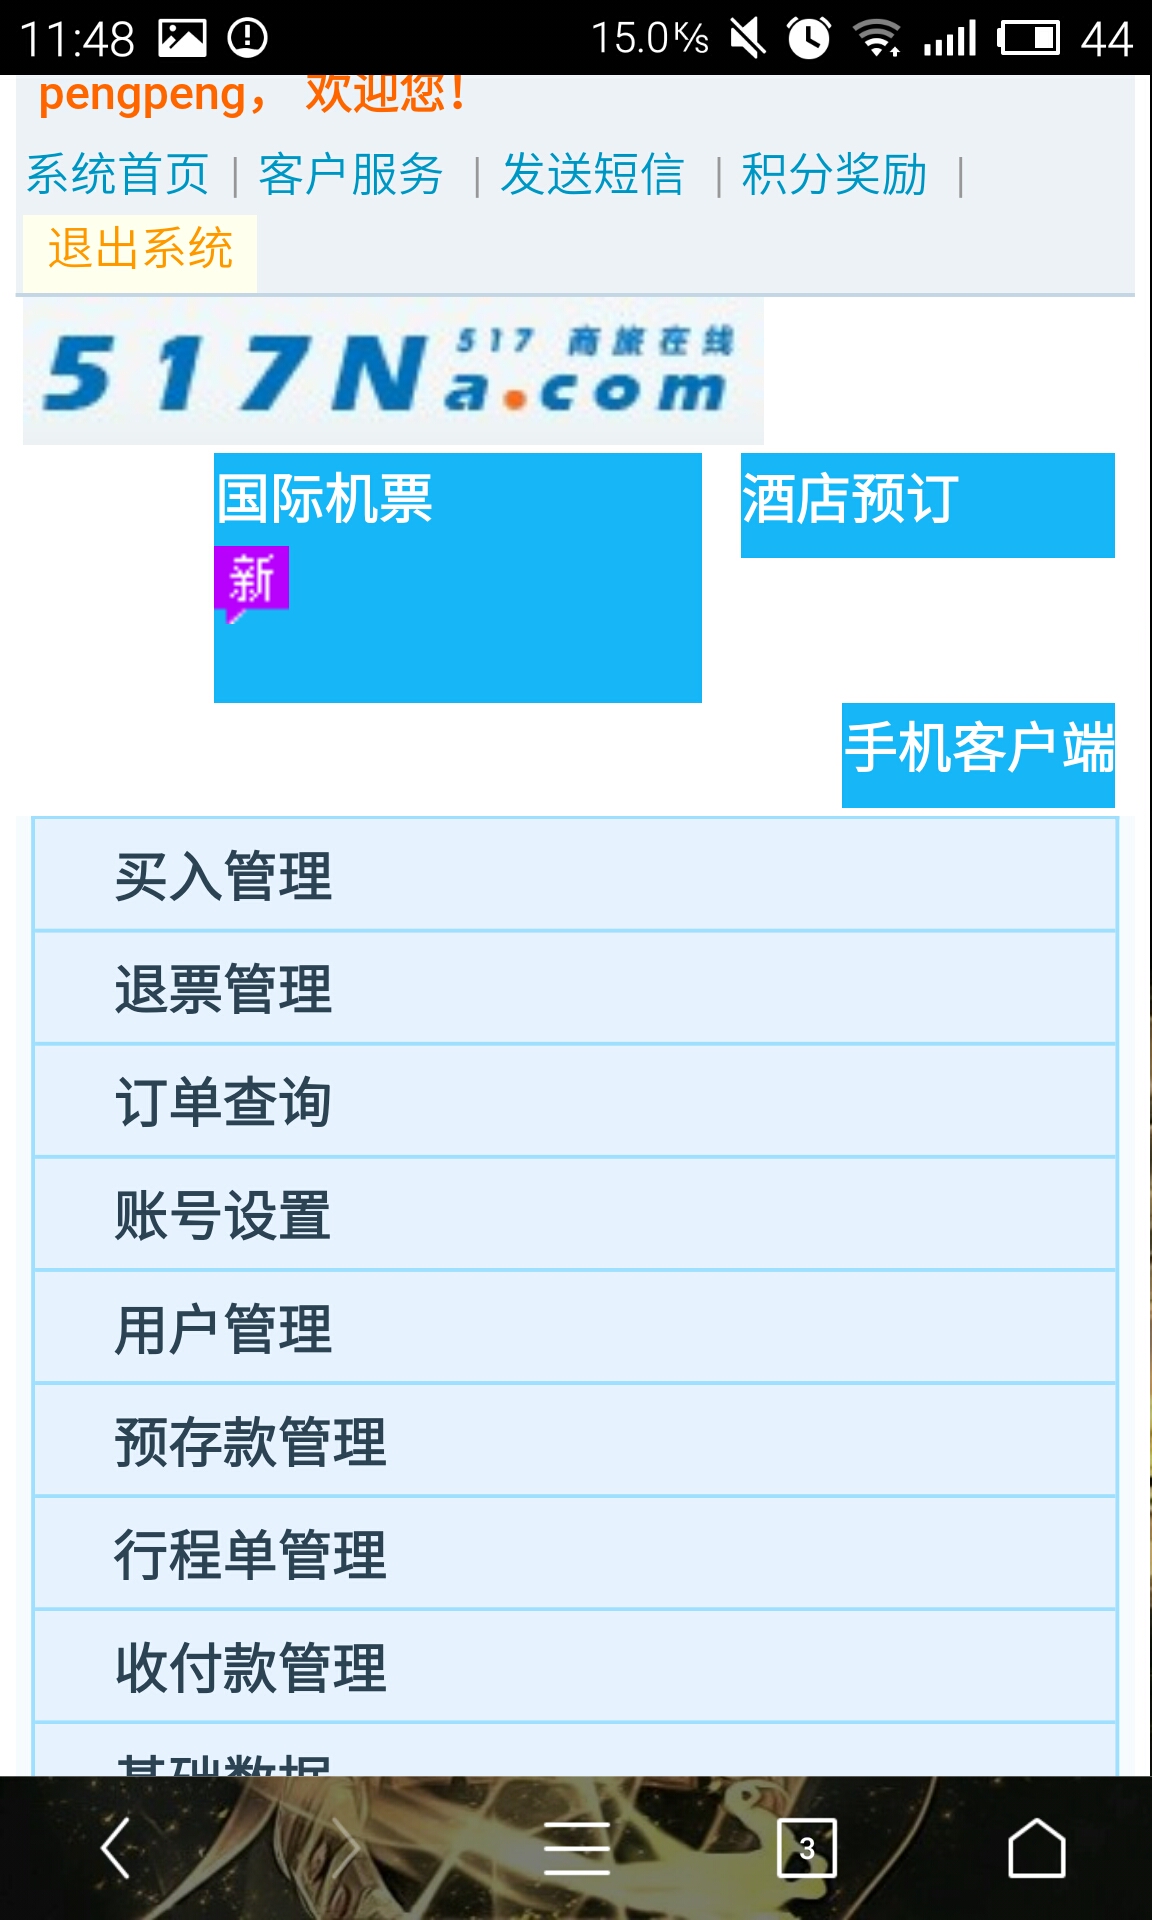 11:48 15.0K/s 44
pengpeng， 欢迎您！
系统首页 | 客户服务 | 发送短信 | 积分奖励 |
退出系统
517Na.com 517 商旅在线
国际机票 酒店预订
新
手机客户端
买入管理
退票管理
订单查询
账号设置
用户管理
预存款管理
行程单管理
收付款管理
基础数据
3